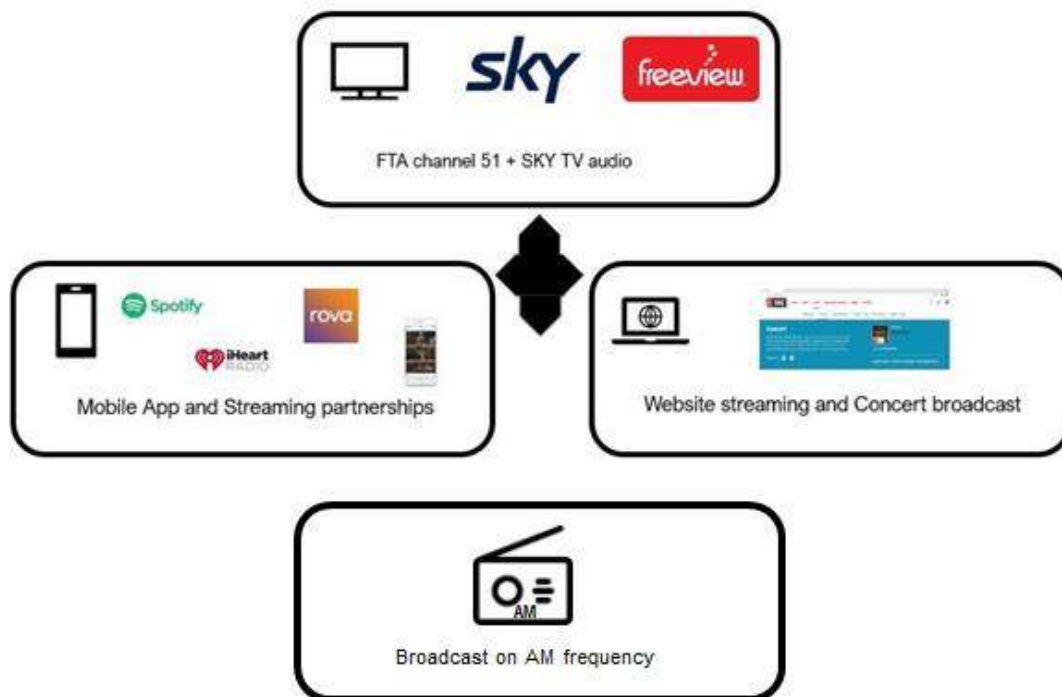 sky
freeview
FTA channel 51 + SKY TV audio
Spotify
rova
iHeart
RADIO
Mobile App and Streaming partnerships
Website streaming and Concert broadcast
AM
Broadcast on AM frequency